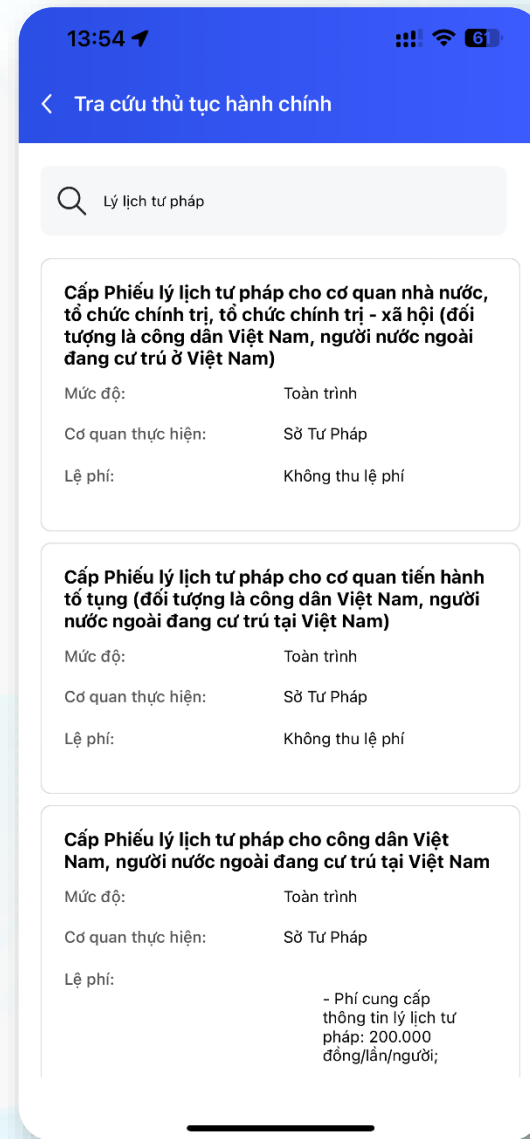 13:54
61
Tra cứu thủ tục hành chính
Lý lịch tư pháp
Cấp Phiếu lý lịch tư pháp cho cơ quan nhà nước,
tổ chức chính trị, tổ chức chính trị - xã hội (đối
tượng là công dân Việt Nam, người nước ngoài
đang cư trú ở Việt Nam)
Mức độ: Toàn trình
Cơ quan thực hiện: Sở Tư Pháp
Lệ phí: Không thu lệ phí
Cấp Phiếu lý lịch tư pháp cho cơ quan tiến hành
tố tụng (đối tượng là công dân Việt Nam, người
nước ngoài đang cư trú tại Việt Nam)
Mức độ: Toàn trình
Cơ quan thực hiện: Sở Tư Pháp
Lệ phí: Không thu lệ phí
Cấp Phiếu lý lịch tư pháp cho công dân Việt
Nam, người nước ngoài đang cư trú tại Việt Nam
Mức độ: Toàn trình
Cơ quan thực hiện: Sở Tư Pháp
Lệ phí:
- Phí cung cấp
thông tin lý lịch tư
pháp: 200.000
đồng/lần/người;